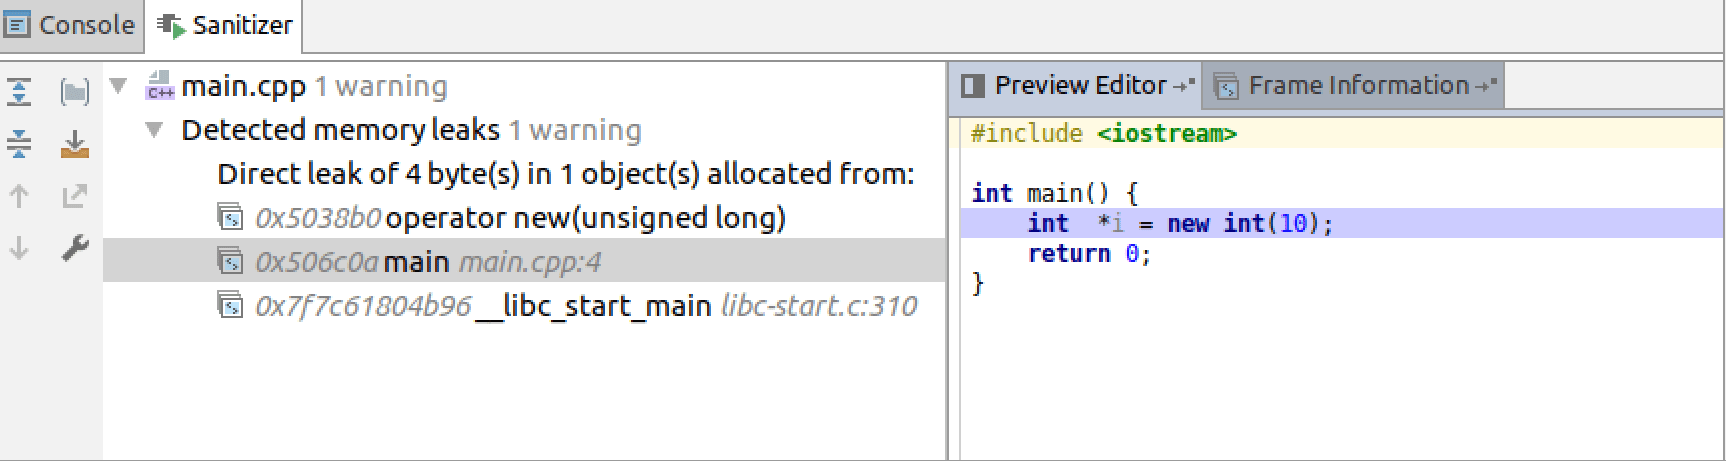 Console Sanitizer
main.cpp 1 warning
Detected memory leaks 1 warning
Direct leak of 4 byte(s) in 1 object(s) allocated from:
0x5038b0 operator new(unsigned long)
0x506c0a main main.cpp:4
0x7f7c61804b96 __libc_start_main libc-start.c:310
Preview Editor Frame Information
#include <iostream>
int main() {
    int  *i = new int(10);
    return 0;
}